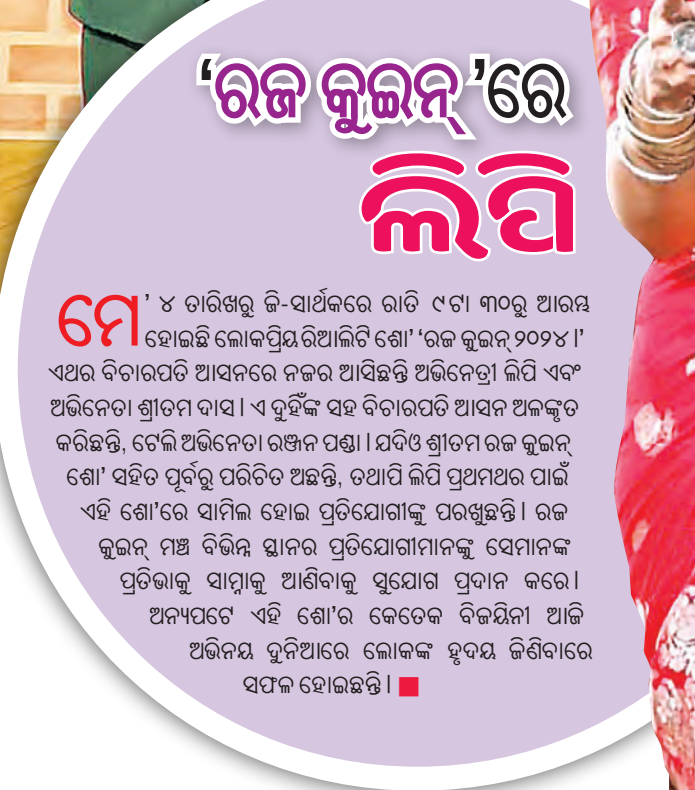 ‘ରଜ କୁଇନ୍’ରେ
ଲିପି
ମେ’ ୪ ତାରିଖରୁ ଜି-ସାର୍ଥକରେ ରାତି ୯ଟା ୩୦ରୁ ଆରମ୍ଭ
ହୋଇଛି ଲୋକପ୍ରିୟ ରିଆଲିଟି ଶୋ’ ‘ରଜ କୁଇନ୍ ୨୦୨୪।’
ଏଥର ବିଚାରପତି ଆସନରେ ନଜର ଆସିଛନ୍ତି ଅଭିନେତ୍ରୀ ଲିପି ଏବଂ
ଅଭିନେତା ଶ୍ରୀତମ ଦାସ। ଏ ଦୁହିଁଙ୍କ ସହ ବିଚାରପତି ଆସନ ଅଳଙ୍କୃତ
କରିଛନ୍ତି, ଟେଲି ଅଭିନେତା ରଞ୍ଜନ ପଣ୍ଡା। ଯଦିଓ ଶ୍ରୀତମ ରଜ କୁଇନ୍
ଶୋ’ ସହିତ ପୂର୍ବରୁ ପରିଚିତ ଅଛନ୍ତି, ତଥାପି ଲିପି ପ୍ରଥମଥର ପାଇଁ
ଏହି ଶୋ’ରେ ସାମିଲ ହୋଇ ପ୍ରତିଯୋଗୀଙ୍କୁ ପରଖୁଛନ୍ତି। ରଜ
କୁଇନ୍ ମଞ୍ଚ ବିଭିନ୍ନ ସ୍ଥାନର ପ୍ରତିଯୋଗୀମାନଙ୍କୁ ସେମାନଙ୍କ
ପ୍ରତିଭାକୁ ସାମ୍ନାକୁ ଆଣିବାକୁ ସୁଯୋଗ ପ୍ରଦାନ କରେ।
ଅନ୍ୟପଟେ ଏହି ଶୋ’ର କେତେକ ବିଜୟିନୀ ଆଜି
ଅଭିନୟ ଦୁନିଆରେ ଲୋକଙ୍କ ହୃଦୟ ଜିଣିବାରେ
ସଫଳ ହୋଇଛନ୍ତି।